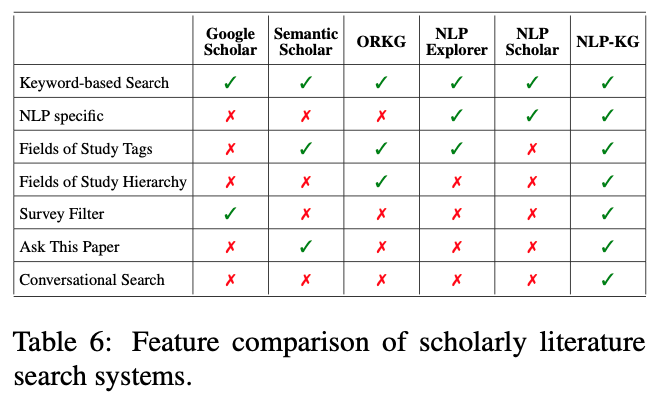 Google Scholar Semantic Scholar ORKG NLP Explorer NLP Scholar NLP-KG
Keyword-based Search ✓ ✓ ✓ ✓ ✓ ✓
NLP specific ✗ ✗ ✗ ✓ ✓ ✓
Fields of Study Tags ✗ ✓ ✓ ✓ ✗ ✓
Fields of Study Hierarchy ✗ ✗ ✓ ✗ ✗ ✓
Survey Filter ✓ ✗ ✗ ✗ ✗ ✓
Ask This Paper ✗ ✓ ✗ ✗ ✗ ✓
Conversational Search ✗ ✗ ✗ ✗ ✗ ✓
Table 6: Feature comparison of scholarly literature
search systems.